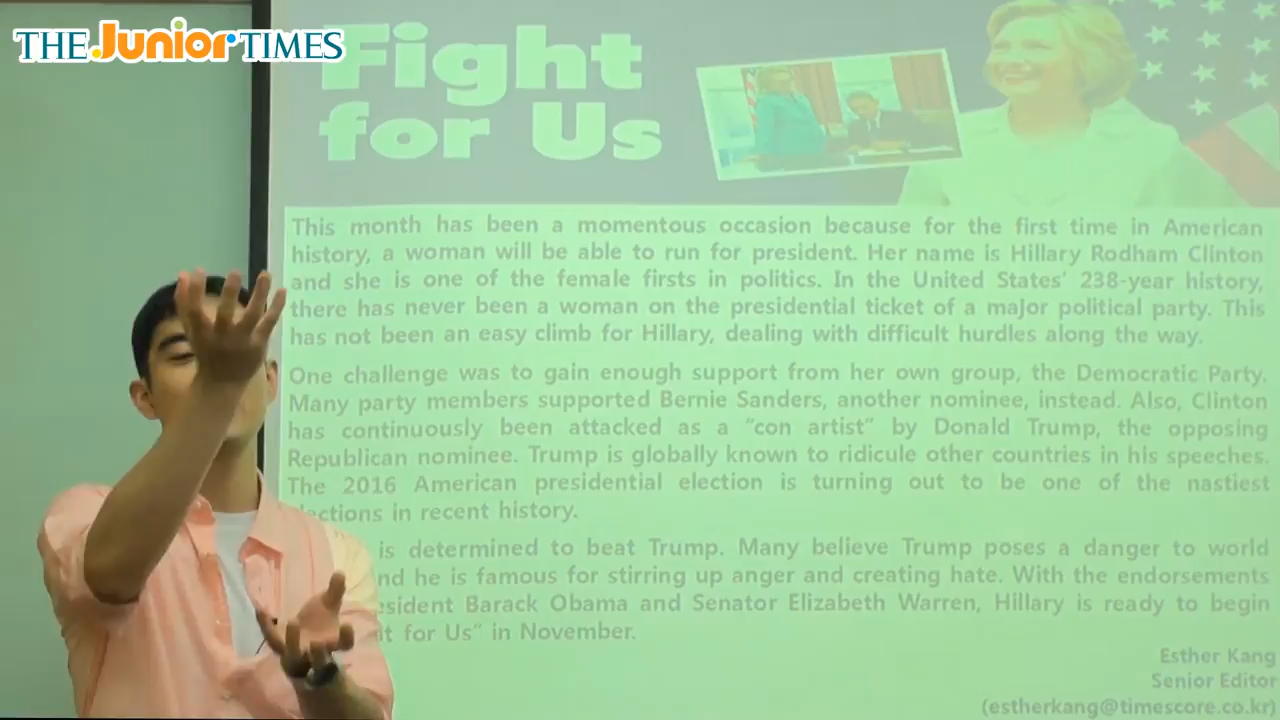 THE Junior TIMES
Fight
for Us
This month has been a momentous occasion because for the first time in American
history, a woman will be able to run for president. Her name is Hillary Rodham Clinton
and she is one of the female firsts in politics. In the United States' 238-year history,
there has never been a woman on the presidential ticket of a major political party. This
has not been an easy climb for Hillary, dealing with difficult hurdles along the way.
One challenge was to gain enough support from her own group, the Democratic Party.
Many party members supported Bernie Sanders, another nominee, instead. Also, Clinton
has continuously been attacked as a "con artist" by Donald Trump, the opposing
Republican nominee. Trump is globally known to ridicule other countries in his speeches.
The 2016 American presidential election is turning out to be one of the nastiest
lections in recent history.
is determined to beat Trump. Many believe Trump poses a danger to world
nd he is famous for stirring up anger and creating hate. With the endorsements
esident Barack Obama and Senator Elizabeth Warren, Hillary is ready to begin
t for Us" in November.
Esther Kang
Senior Editor
(estherkang@timescore.co.kr)